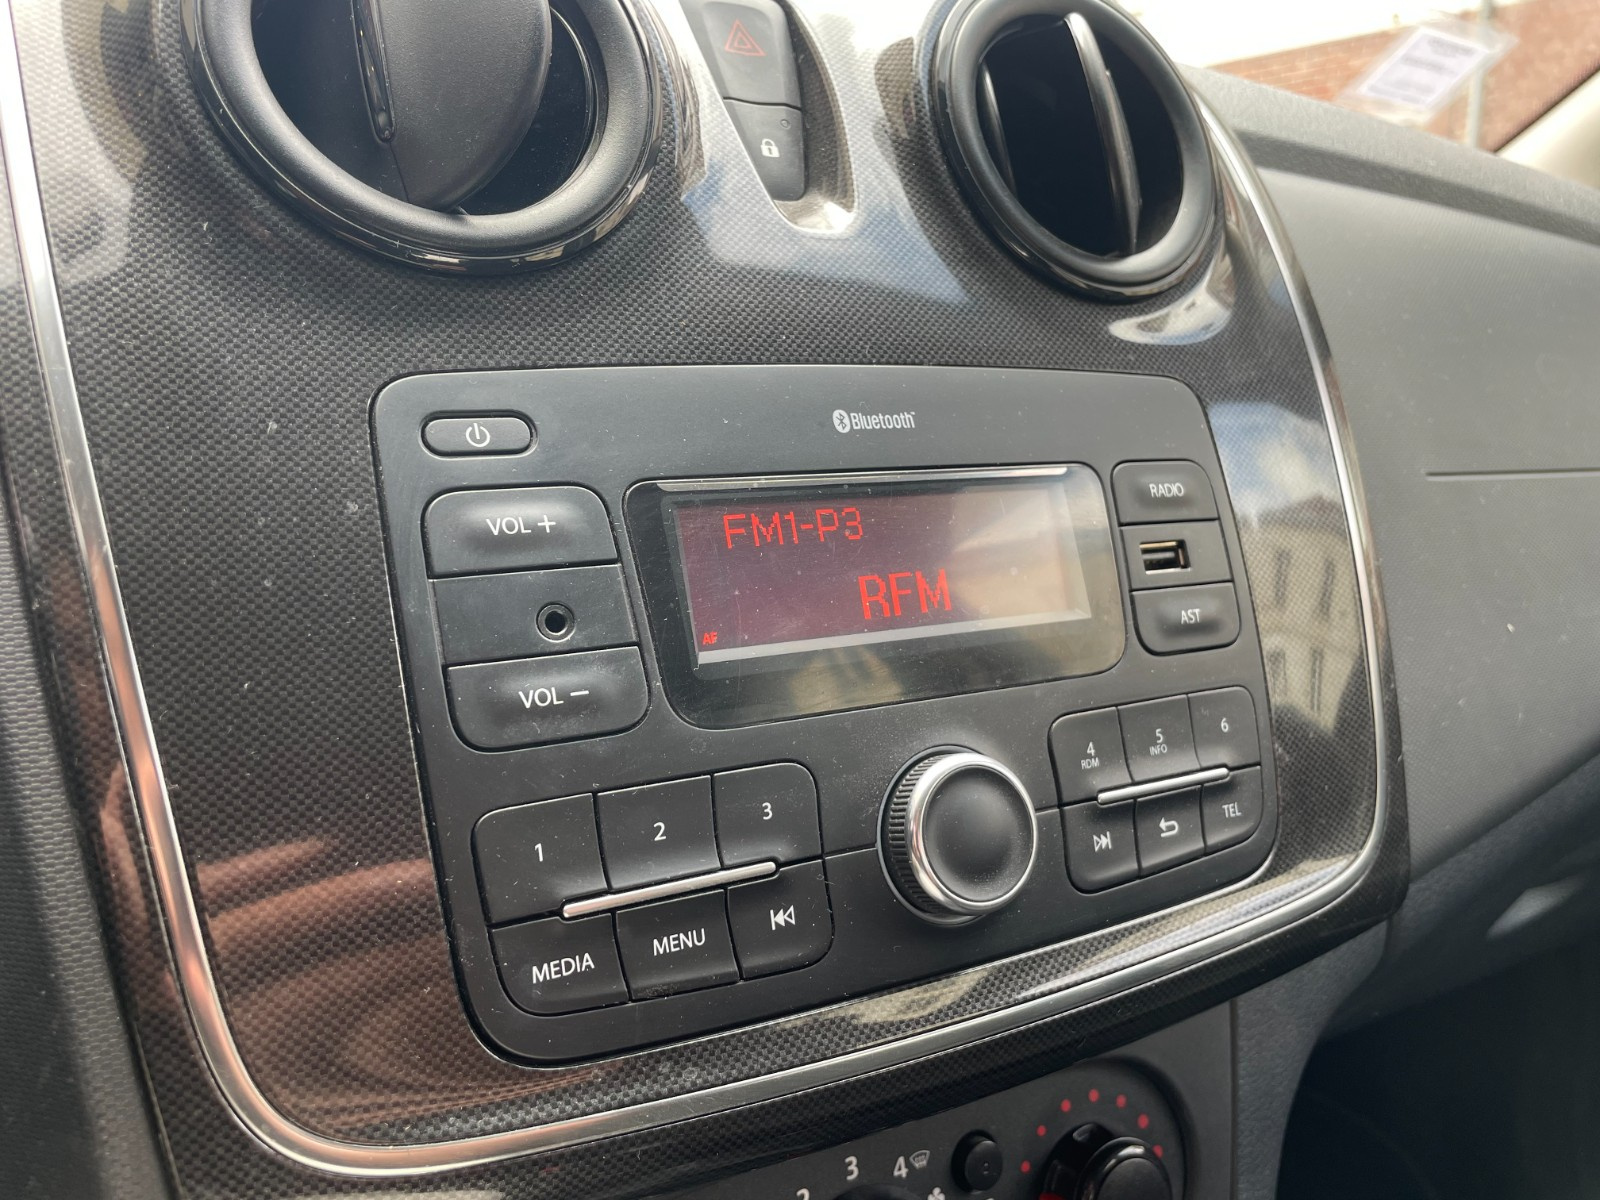 Bluetooth
VOL +
FM1-P3
RFM
AF
RADIO
AST
VOL −
1
2
3
4
RDM
5
INFO
6
TEL
MEDIA
MENU
3
4